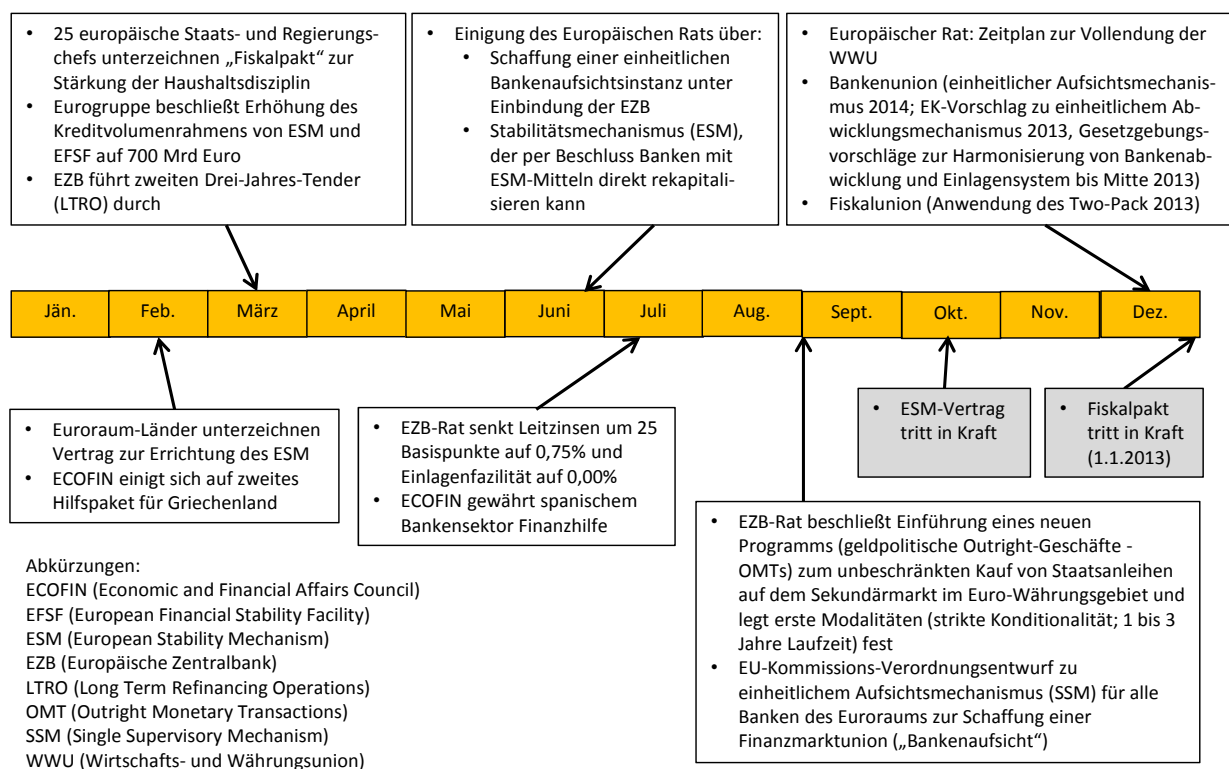 • 25 europäische Staats- und Regierungs-
chefs unterzeichnen „Fiskalpakt" zur
Stärkung der Haushaltsdisziplin
• Eurogruppe beschließt Erhöhung des
Kreditvolumenrahmens von ESM und
EFSF auf 700 Mrd Euro
• EZB führt zweiten Drei-Jahres-Tender
(LTRO) durch
• Einigung des Europäischen Rats über:
• Schaffung einer einheitlichen
Bankenaufsichtsinstanz unter
Einbindung der EZB
• Stabilitätsmechanismus (ESM),
der per Beschluss Banken mit
ESM-Mitteln direkt rekapitali-
sieren kann
• Europäischer Rat: Zeitplan zur Vollendung der
WWU
• Bankenunion (einheitlicher Aufsichtsmechanis-
mus 2014; EK-Vorschlag zu einheitlichem Ab-
wicklungsmechanismus 2013, Gesetzgebungs-
vorschläge zur Harmonisierung von Bankenab-
wicklung und Einlagensystem bis Mitte 2013)
• Fiskalunion (Anwendung des Two-Pack 2013)
Jän. Feb. März April Mai Juni Juli Aug. Sept. Okt. Nov. Dez.
• Euroraum-Länder unterzeichnen
Vertrag zur Errichtung des ESM
• ECOFIN einigt sich auf zweites
Hilfspaket für Griechenland
• EZB-Rat senkt Leitzinsen um 25
Basispunkte auf 0,75% und
Einlagenfazilität auf 0,00%
• ECOFIN gewährt spanischem
Bankensektor Finanzhilfe
• ESM-Vertrag
tritt in Kraft
• Fiskalpakt
tritt in Kraft
(1.1.2013)
• EZB-Rat beschließt Einführung eines neuen
Programms (geldpolitische Outright-Geschäfte -
OMTs) zum unbeschränkten Kauf von Staatsanleihen
auf dem Sekundärmarkt im Euro-Währungsgebiet und
legt erste Modalitäten (strikte Konditionalität; 1 bis 3
Jahre Laufzeit) fest
• EU-Kommissions-Verordnungsentwurf zu
einheitlichem Aufsichtsmechanismus (SSM) für alle
Banken des Euroraums zur Schaffung einer
Finanzmarktunion („Bankenaufsicht")
Abkürzungen:
ECOFIN (Economic and Financial Affairs Council)
EFSF (European Financial Stability Facility)
ESM (European Stability Mechanism)
EZB (Europäische Zentralbank)
LTRO (Long Term Refinancing Operations)
OMT (Outright Monetary Transactions)
SSM (Single Supervisory Mechanism)
WWU (Wirtschafts- und Währungsunion)